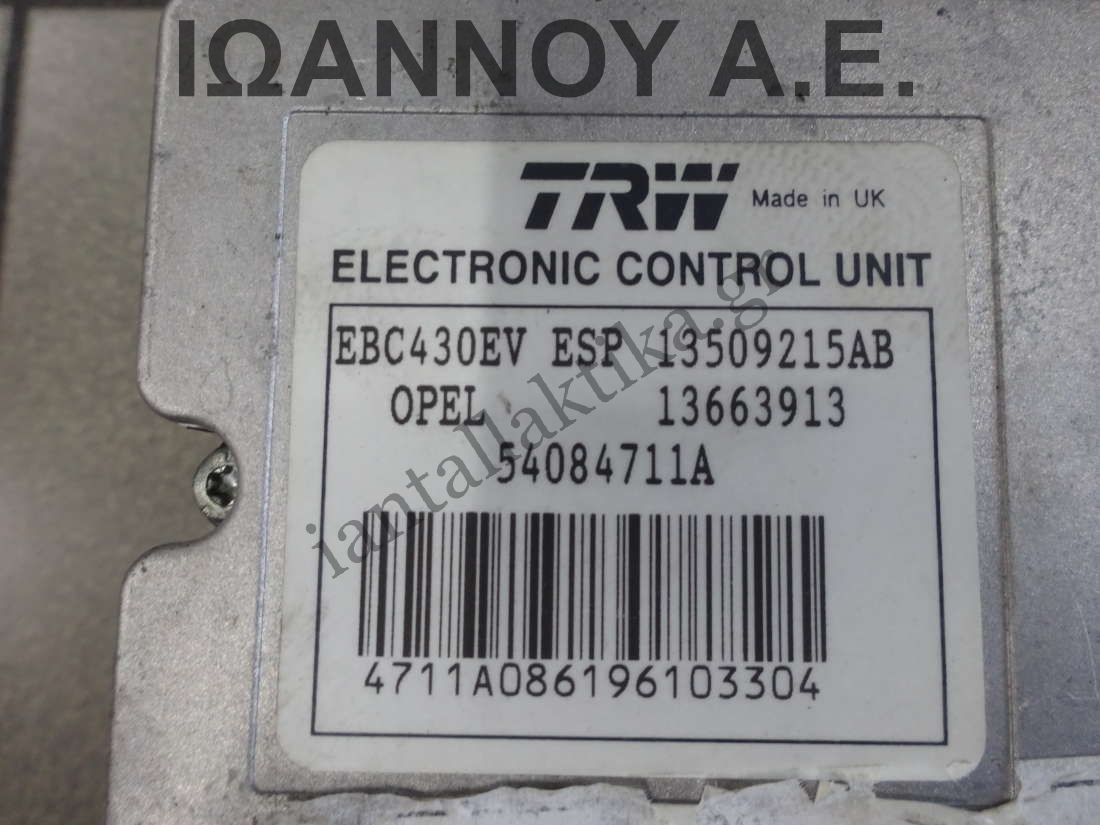 ΙΩΑΝΝΟΥ Α.Ε.
TRW Made in UK
ELECTRONIC CONTROL UNIT
EBC430EV ESP 13509215AB
OPEL 13663913
54084711A
iantallaktika.gr
4711A086196103304